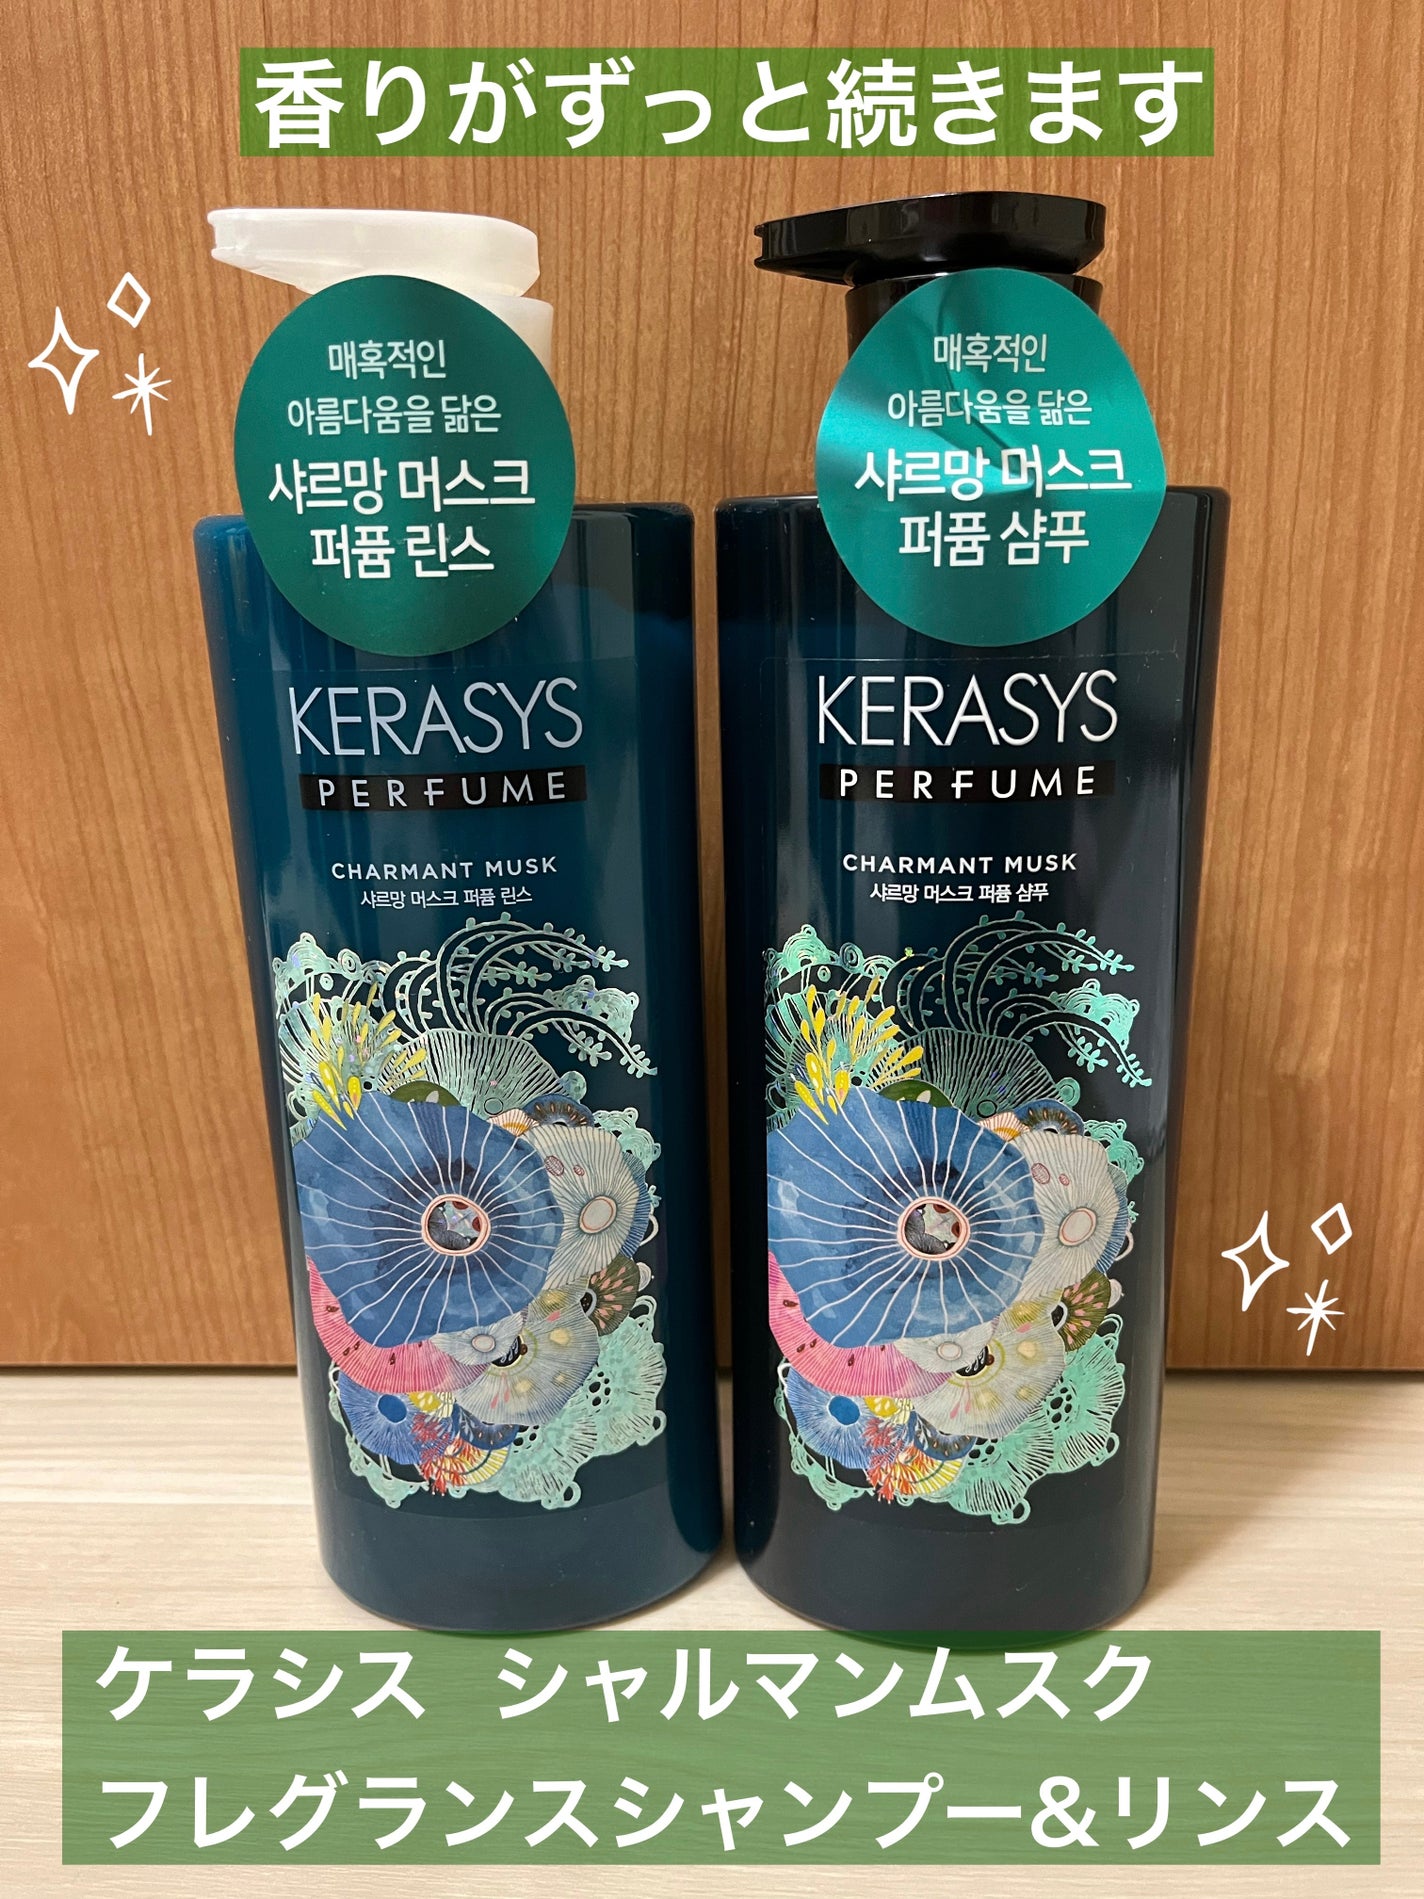 香りがずっと続きます
매혹적인
아름다움을 닮은
샤르망 머스크
퍼퓸 린스
KERASYS
PERFUME
CHARMANT MUSK
샤르망 머스크 퍼퓸 린스
매혹적인
아름다움을 닮은
샤르망 머스크
퍼퓸 샴푸
KERASYS
PERFUME
CHARMANT MUSK
샤르망 머스크 퍼퓸 샴푸
ケラシス シャルマンムスク
フレグランスシャンプー&リンス